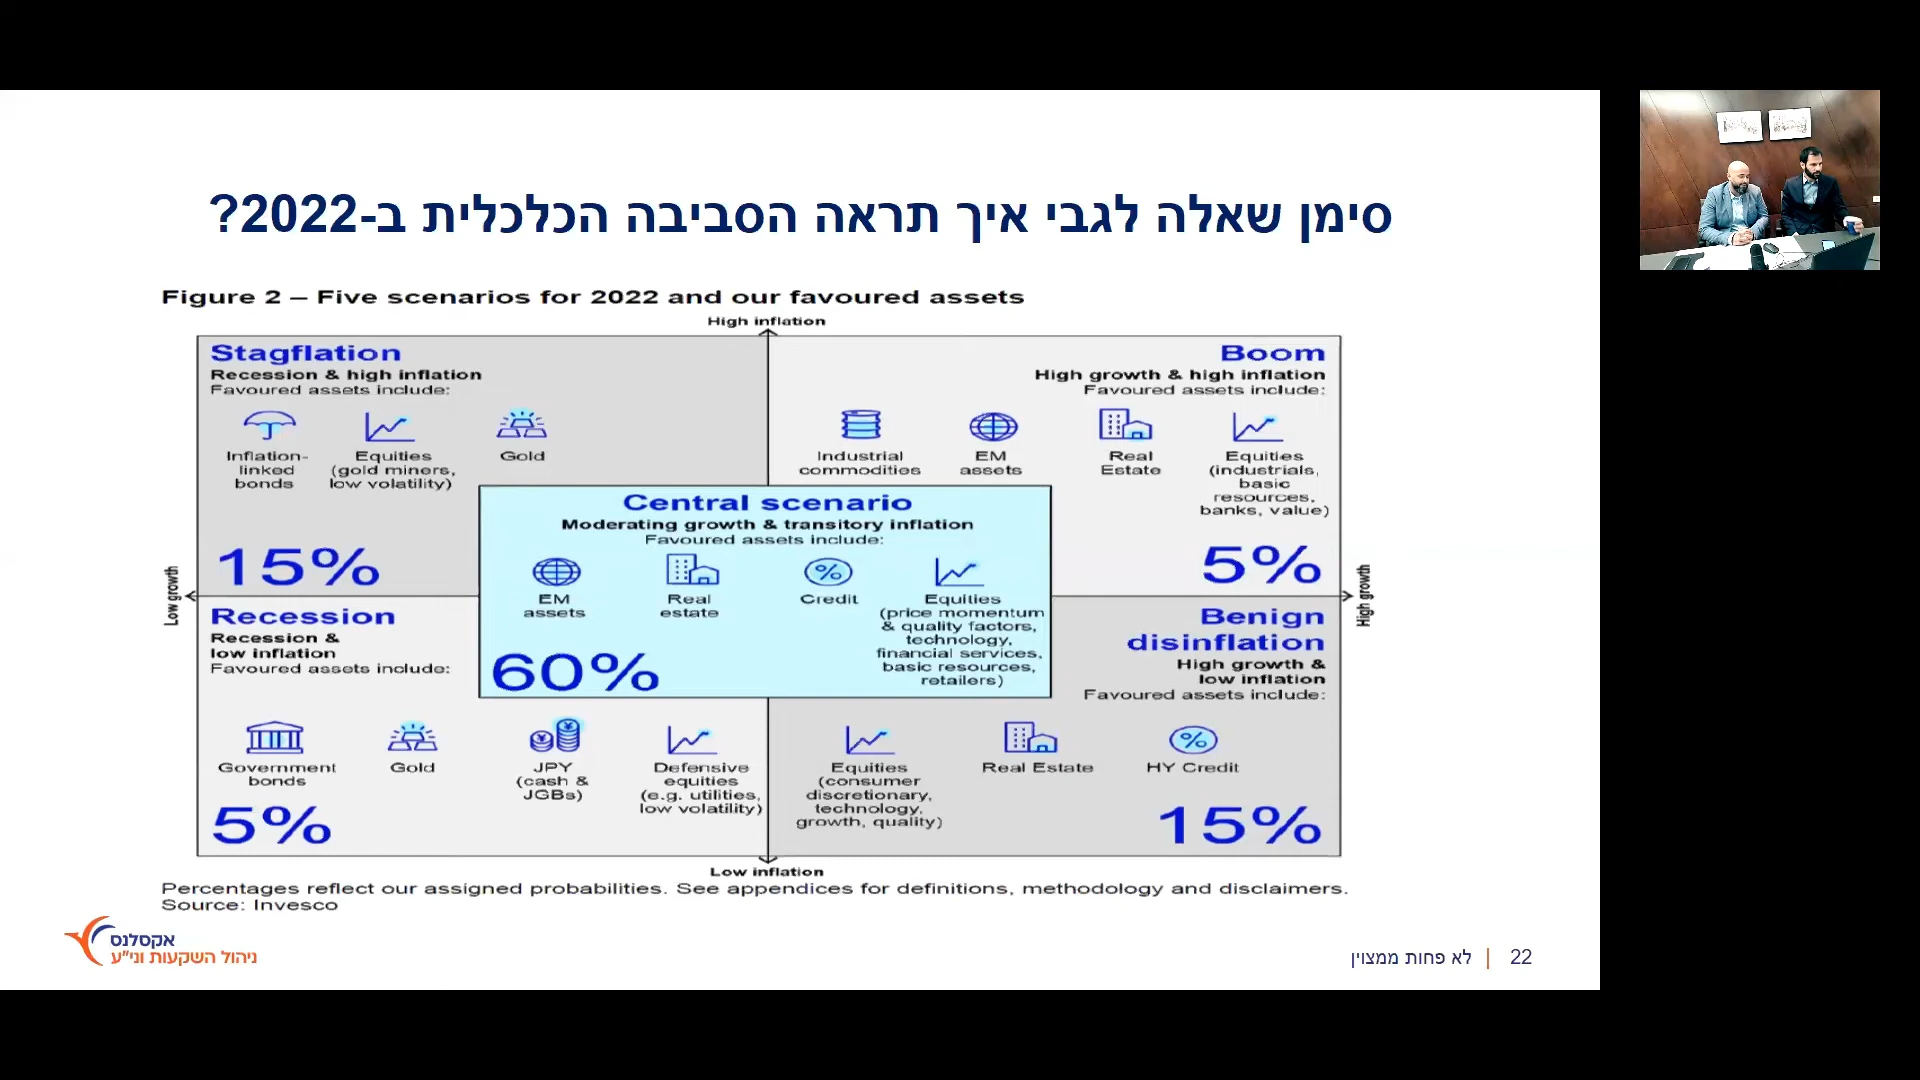 סימן שאלה לגבי איך תראה הסביבה הכלכלית ב-2022?
Figure 2 – Five scenarios for 2022 and our favoured assets
High inflation
Stagflation
Recession & high inflation
Favoured assets include:
Inflation-
linked
bonds
Equities
(gold miners,
low volatility)
Gold
15%
Boom
High growth & high inflation
Favoured assets include:
Industrial
commodities
EM
assets
Real
Estate
Equities
(industrials,
basic
resources,
banks, value)
5%
Central scenario
Moderating growth & transitory inflation
Favoured assets include:
EM
assets
Real
estate
Credit
Equities
(price momentum
& quality factors,
technology,
financial services,
basic resources,
retailers)
60%
Low growth
High growth
Recession
Recession &
low inflation
Favoured assets include:
Government
bonds
Gold
JPY
(cash &
JGBs)
Defensive
equities
(e.g. utilities,
low volatility)
5%
Benign
disinflation
High growth &
low inflation
Favoured assets include:
Equities
(consumer
discretionary,
technology,
growth, quality)
Real Estate
HY Credit
15%
Low inflation
Percentages reflect our assigned probabilities. See appendices for definitions, methodology and disclaimers.
Source: Invesco
אקסלנס
ניהול השקעות וני"ע
לא פחות ממצוין | 22